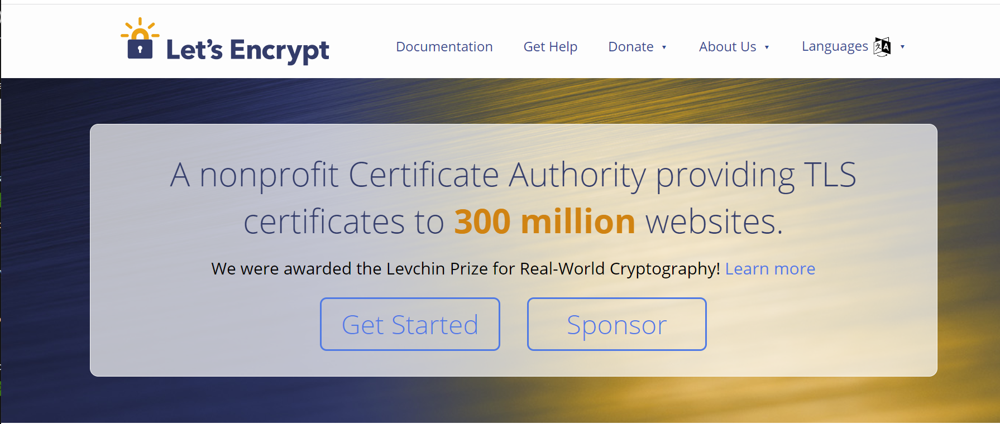 Let's Encrypt
Documentation
Get Help
Donate
About Us
Languages
A nonprofit Certificate Authority providing TLS
certificates to 300 million websites.
We were awarded the Levchin Prize for Real-World Cryptography! Learn more
Get Started
Sponsor